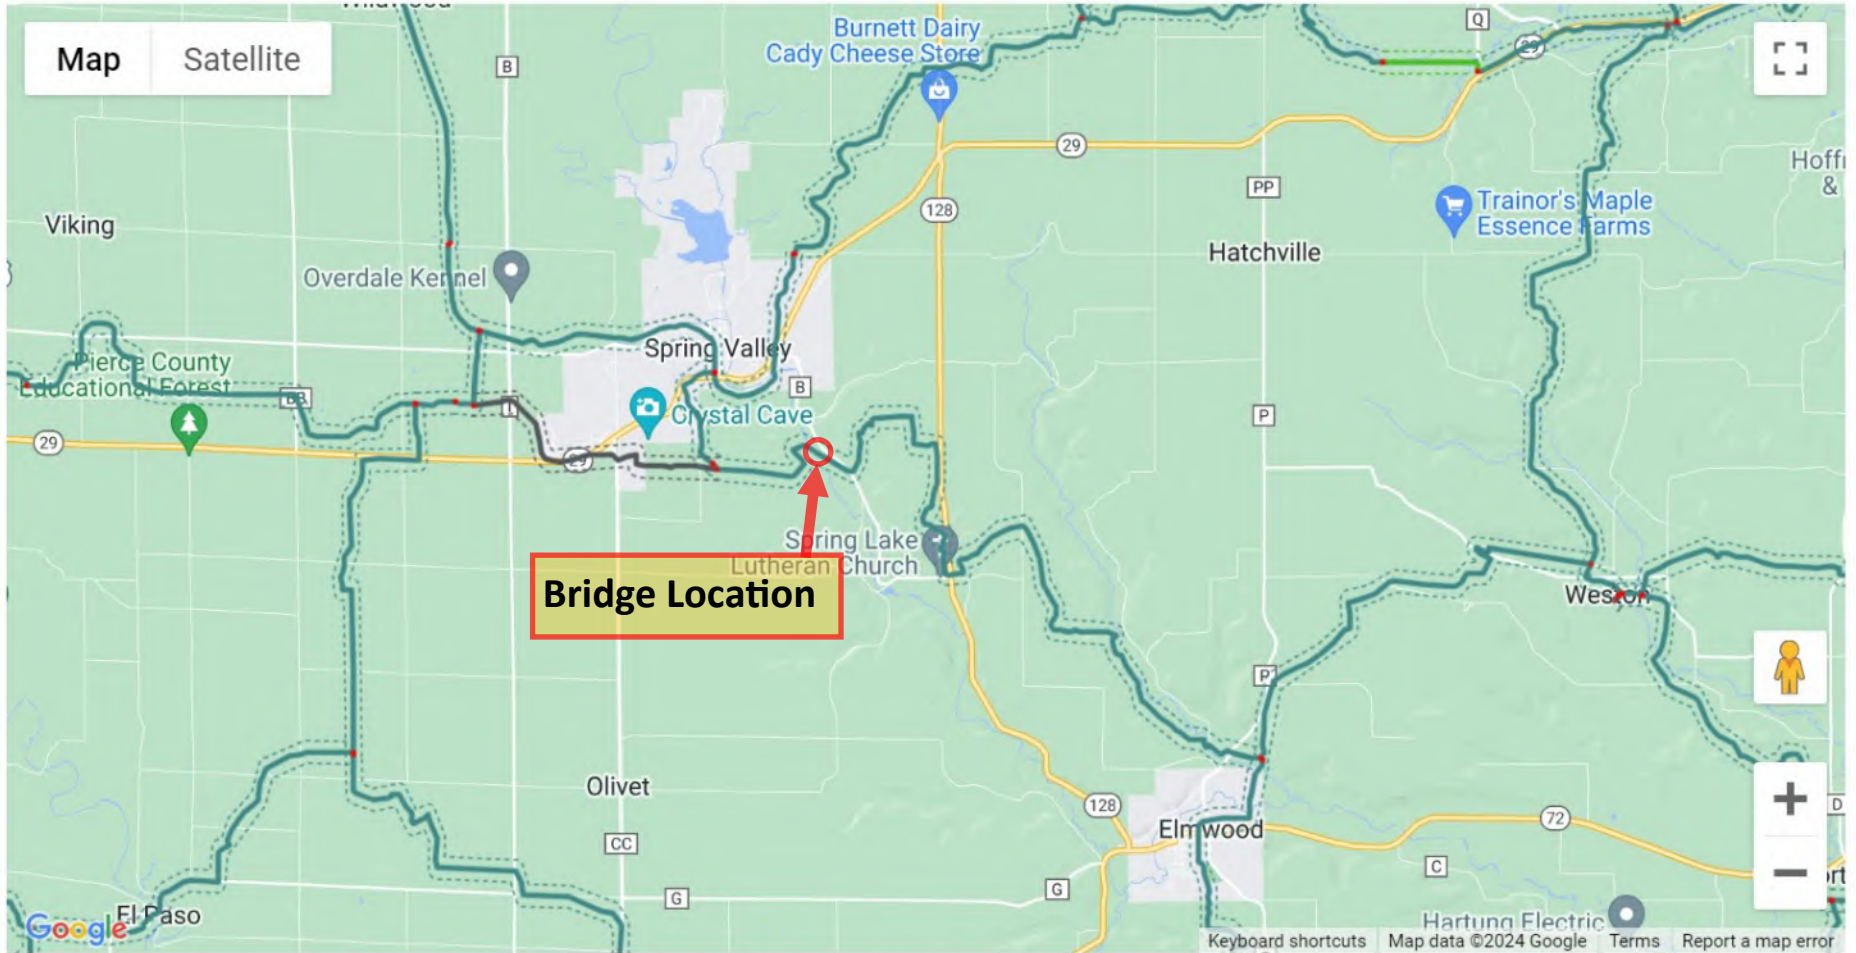 Map
Satellite
B
Burnett Dairy
Cady Cheese Store
Q
29
29
PP
128
Trainor's Maple
Essence Farms
Viking
Hatchville
Overdale Kennel
Spring Valley
Pierce County
Educational Forest
BB
B
Crystal Cave
P
29
29
Spring Lake
Lutheran Church
Bridge Location
Weston
P
Olivet
128
Elmwood
72
D
CC
C
G
G
El Paso
Hartung Electric
Google
Keyboard shortcuts
Map data ©2024 Google
Terms
Report a map error